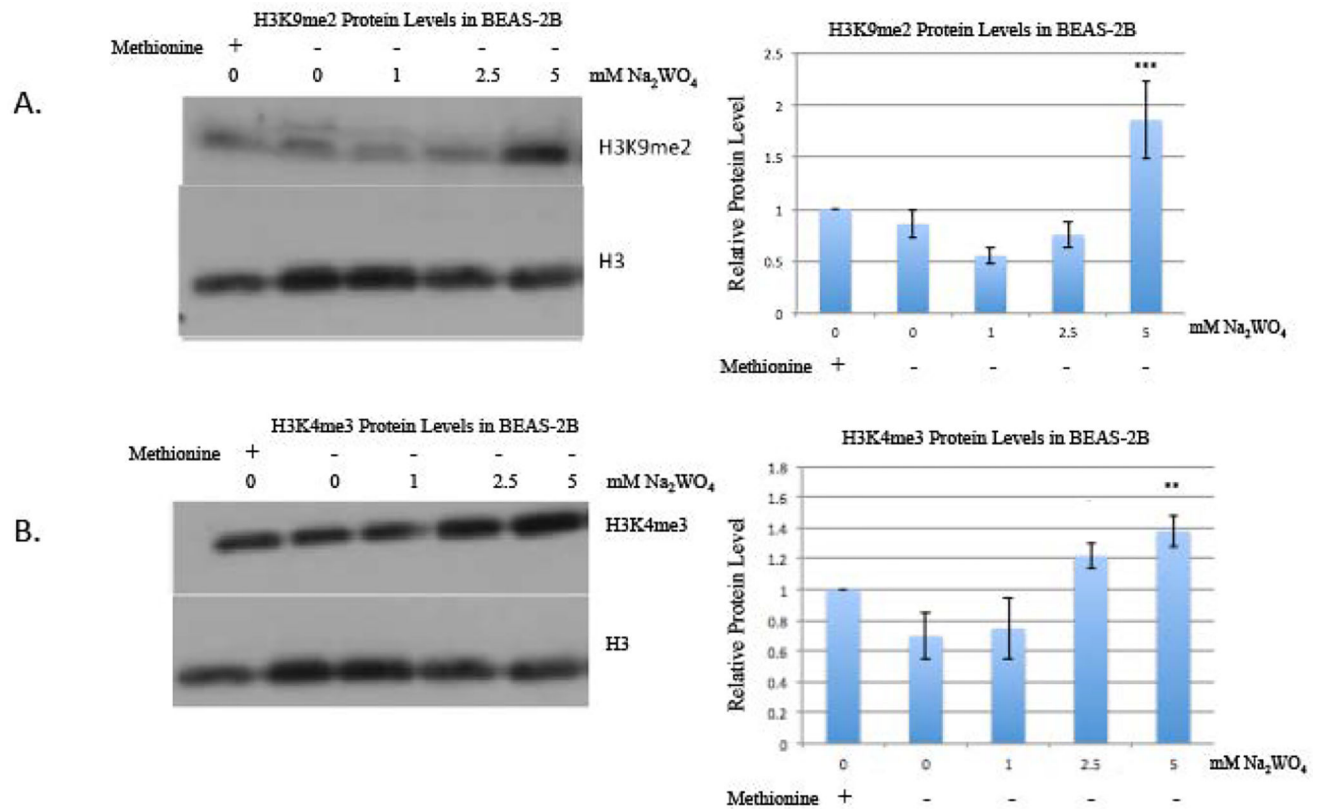 A.
H3K9me2 Protein Levels in BEAS-2B
Methionine + - - - -
0 0 1 2.5 5 mM Na₂WO₄
H3K9me2
H3
H3K9me2 Protein Levels in BEAS-2B
Relative Protein Level
2.5
2
1.5
1
0.5
0
***
0 0 1 2.5 5 mM Na₂WO₄
Methionine + - - - -
B.
H3K4me3 Protein Levels in BEAS-2B
Methionine + - - - -
0 0 1 2.5 5 mM Na₂WO₄
H3K4me3
H3
H3K4me3 Protein Levels in BEAS-2B
Relative Protein Level
1.8
1.6
1.4
1.2
1
0.8
0.6
0.4
0.2
0
**
0 0 1 2.5 5 mM Na₂WO₄
Methionine + - - - -